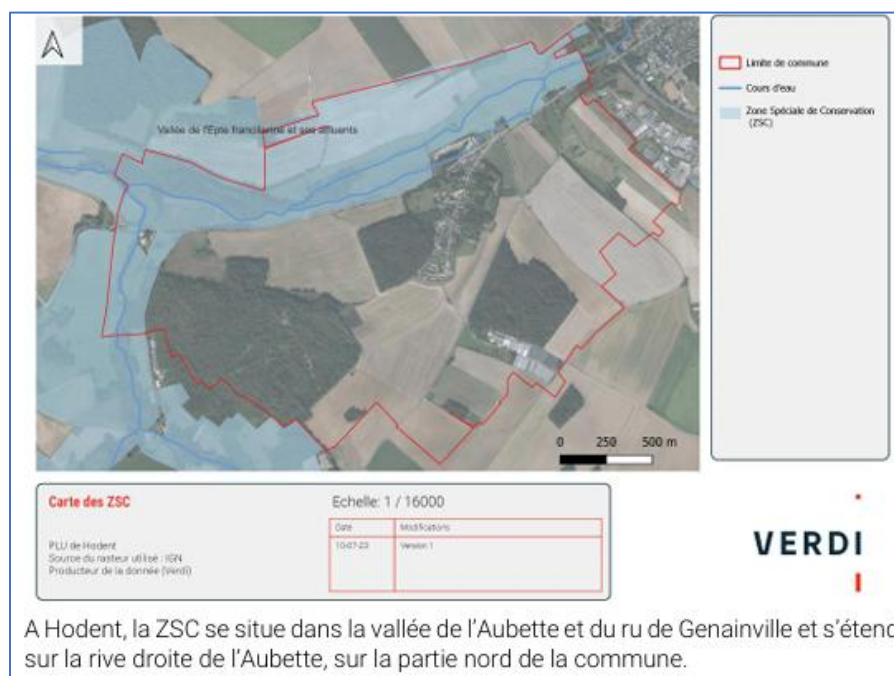 Vallée de l'Epte francilienne et ses affluents
0 250 500 m
Limite de commune
Cours d'eau
Zone Spéciale de Conservation
(ZSC)
Carte des ZSC
PLU de Hodent
Source du rasteur utilisé : IGN
Producteur de la donnée (Verdi)
Echelle: 1 / 16000
Date Modifications
10-07-23 Version 1
VERDI
A Hodent, la ZSC se situe dans la vallée de l'Aubette et du ru de Genainville et s'étend
sur la rive droite de l'Aubette, sur la partie nord de la commune.